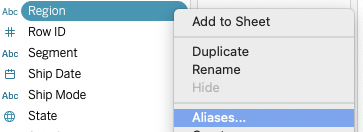 Abc Region
# Row ID
Abc Segment
Ship Date
Abc Ship Mode
State
Add to Sheet
Duplicate
Rename
Hide
Aliases...